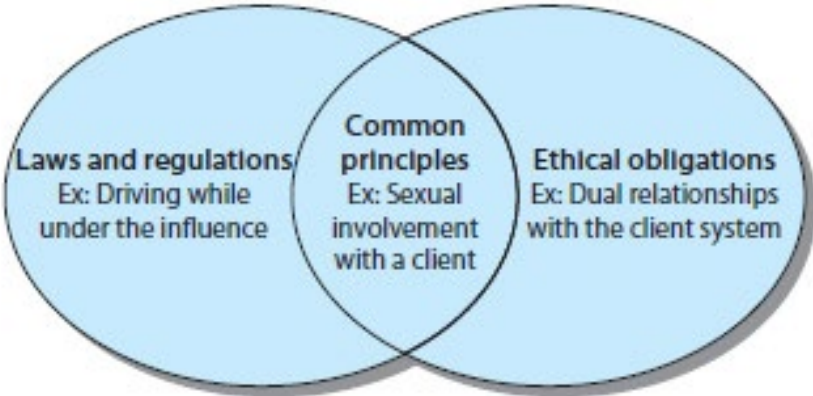 Laws and regulations
Ex: Driving while
under the influence
Common
principles
Ex: Sexual
involvement
with a client
Ethical obligations
Ex: Dual relationships
with the client system